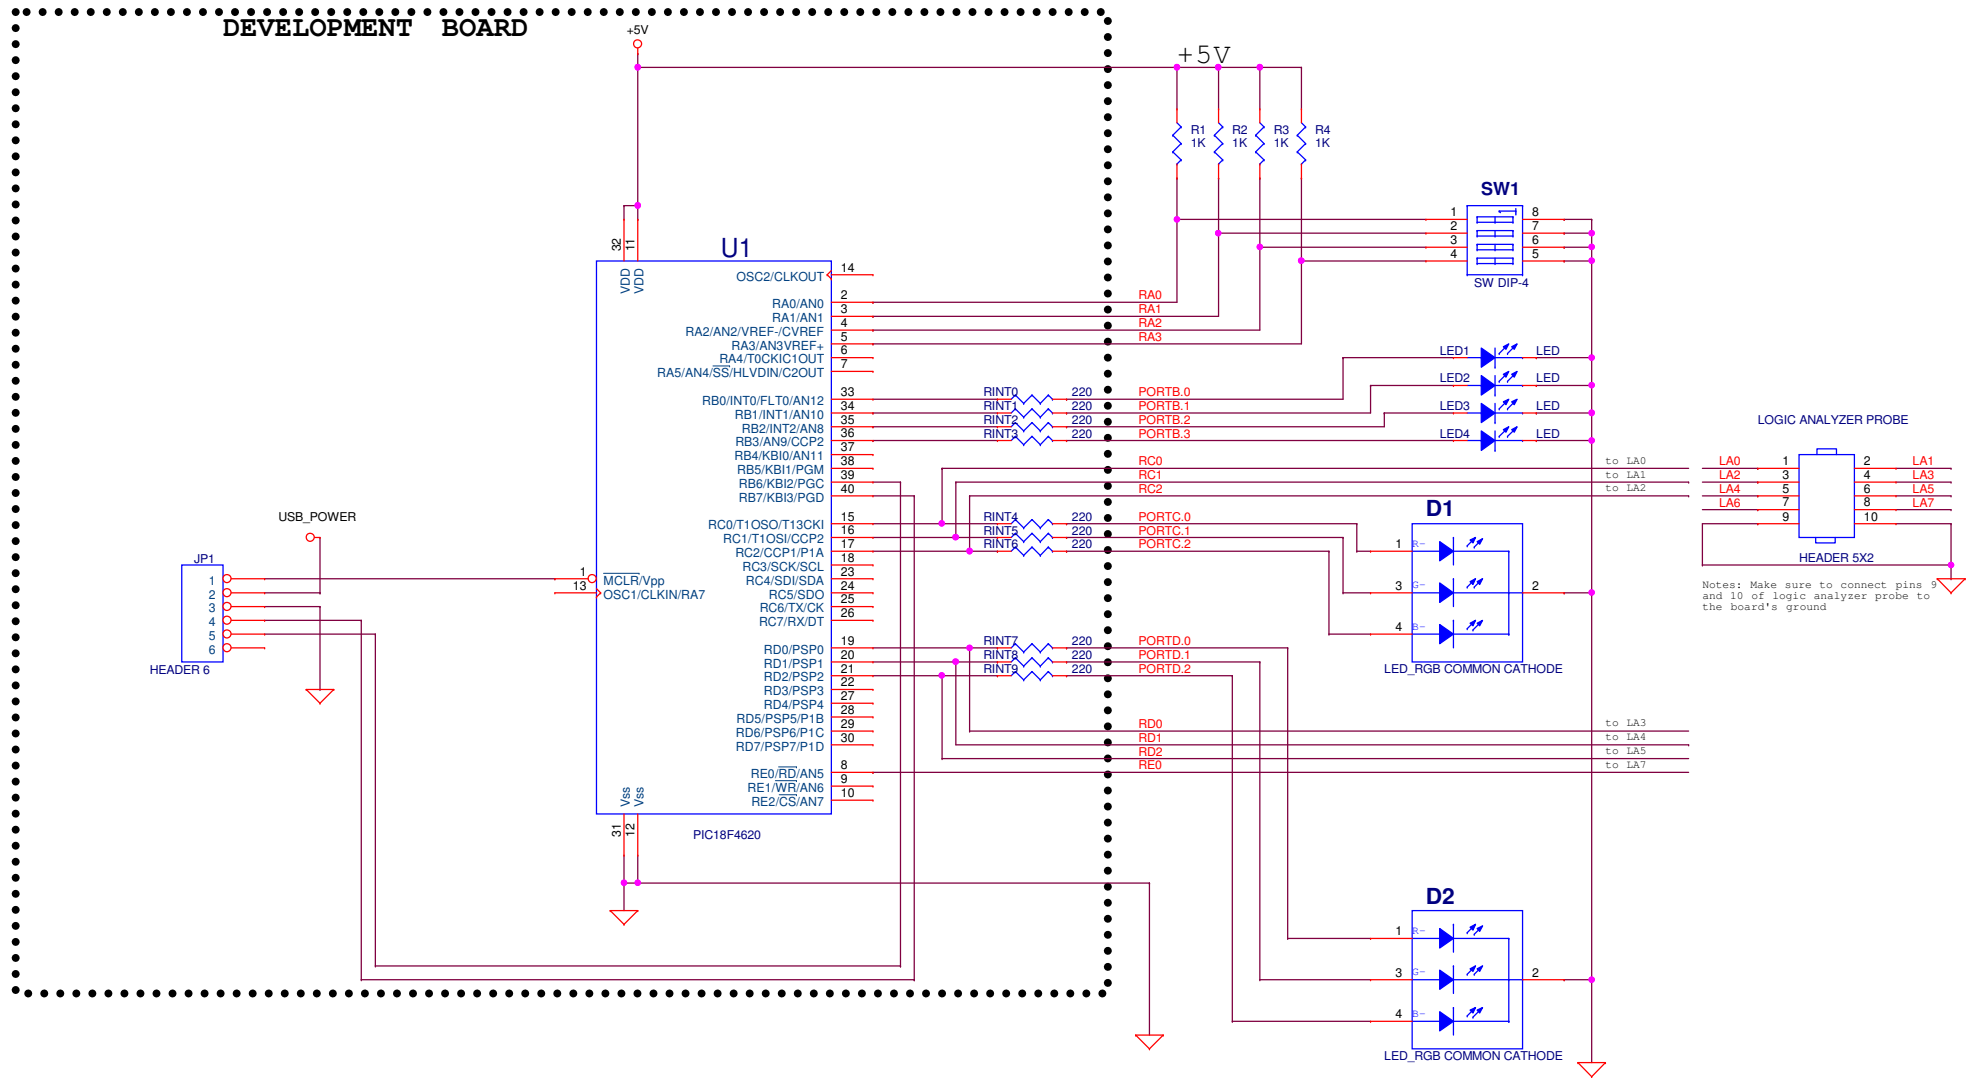 DEVELOPMENT BOARD
+5V
+5V
R1
1K
R2
1K
R3
1K
R4
1K
SW1
1
2
3
4
8
7
6
5
SW DIP-4
U1
32
11
VDD
VDD
OSC2/CLKOUT 14
RA0/AN0 2 RA0
RA1/AN1 3 RA1
RA2/AN2/VREF-/CVREF 4 RA2
RA3/AN3VREF+ 5 RA3
RA4/T0CKIC1OUT 6
RA5/AN4/SS/HLVDIN/C2OUT 7
RB0/INT0/FLT0/AN12 33 RINT0 220 PORTB.0
RB1/INT1/AN10 34 RINT1 220 PORTB.1
RB2/INT2/AN8 35 RINT2 220 PORTB.2
RB3/AN9/CCP2 36 RINT3 220 PORTB.3
RB4/KBI0/AN11 37
RB5/KBI1/PGM 38
RB6/KBI2/PGC 39
RB7/KBI3/PGD 40
LED1 LED
LED2 LED
LED3 LED
LED4 LED
RC0 to LA0
RC1 to LA1
RC2 to LA2
RC0/T1OSO/T13CKI 15 RINT4 220 PORTC.0
RC1/T1OSI/CCP2 16 RINT5 220 PORTC.1
RC2/CCP1/P1A 17 RINT6 220 PORTC.2
RC3/SCK/SCL 18
RC4/SDI/SDA 23
RC5/SDO 24
RC6/TX/CK 25
RC7/RX/DT 26
1 MCLR/Vpp
13 OSC1/CLKIN/RA7
RD0/PSP0 19 RINT7 220 PORTD.0
RD1/PSP1 20 RINT8 220 PORTD.1
RD2/PSP2 21 RINT9 220 PORTD.2
RD3/PSP3 22
RD4/PSP4 27
RD5/PSP5/P1B 28
RD6/PSP6/P1C 29
RD7/PSP7/P1D 30
RD0 to LA3
RD1 to LA4
RD2 to LA5
RE0 to LA7
RE0/RD/AN5 8
RE1/WR/AN6 9
RE2/CS/AN7 10
Vss
Vss
31
12
PIC18F4620
USB_POWER
JP1
1
2
3
4
5
6
HEADER 6
D1
1 R-
3 G-
4 B-
2
LED_RGB COMMON CATHODE
D2
1 R-
3 G-
4 B-
2
LED_RGB COMMON CATHODE
LOGIC ANALYZER PROBE
LA0 1 2 LA1
LA2 3 4 LA3
LA4 5 6 LA5
LA6 7 8 LA7
9 10
HEADER 5X2
Notes: Make sure to connect pins 9
and 10 of logic analyzer probe to
the board's ground